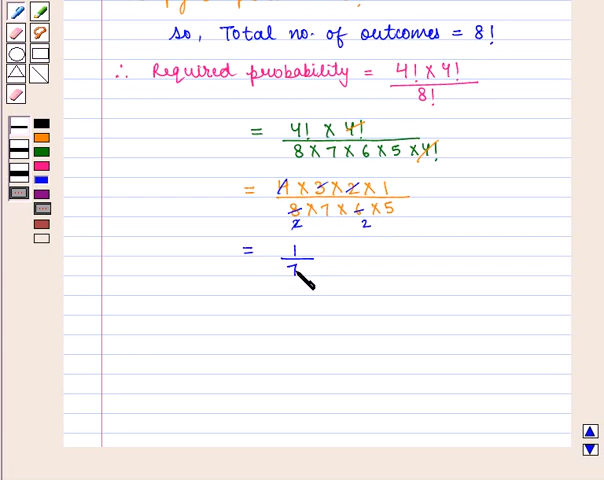 so, Total no. of outcomes = 8!
∴ Required probability = 4! × 4! / 8!
= 4! × 4! / 8 × 7 × 6 × 5 × 4!
= 4 × 3 × 2 × 1 / 8 × 7 × 6 × 5
2 2
= 1 / 7